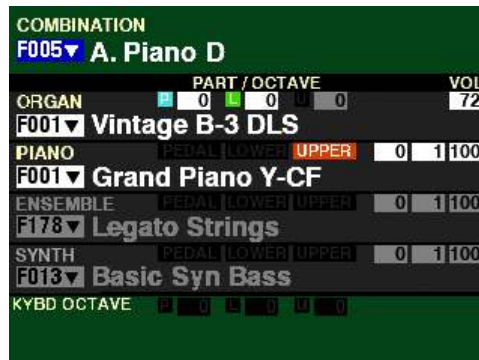 COMBINATION
F005▼ A. Piano D
PART / OCTAVE VOL
ORGAN P 0 L 0 U 0 72
F001▼ Vintage B-3 DLS
PIANO PEDAL LOWER UPPER 0 1 100
F001▼ Grand Piano Y-CF
ENSEMBLE PEDAL LOWER UPPER 0 1 100
F178▼ Legato Strings
SYNTH PEDAL LOWER UPPER 0 1 100
F013▼ Basic Syn Bass
KYBD OCTAVE P 0 L 0 U 0